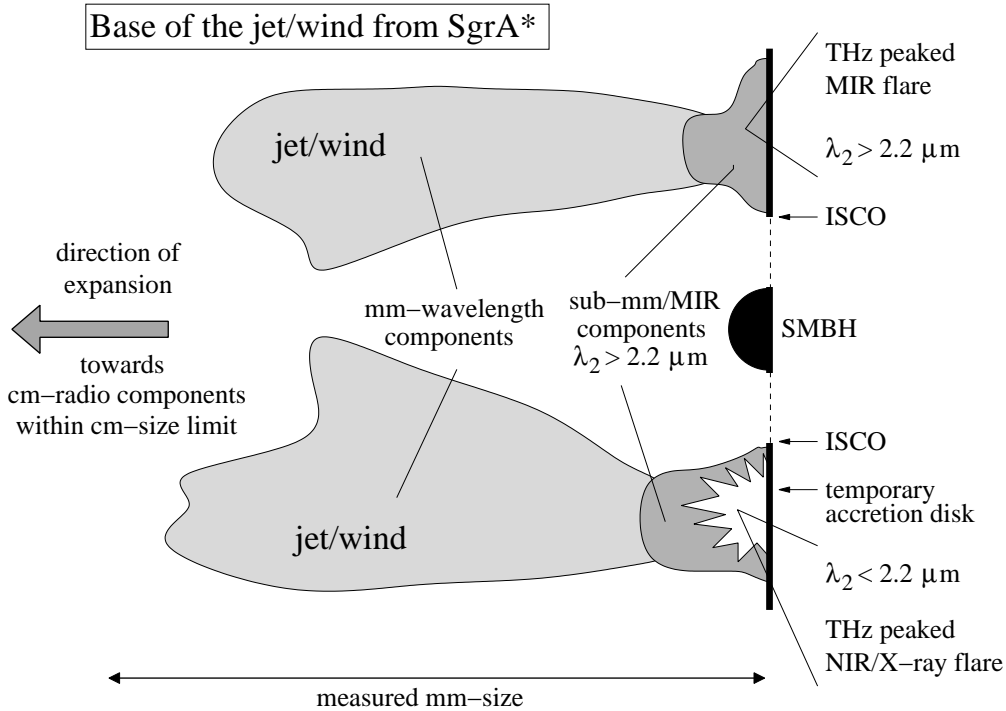 Base of the jet/wind from SgrA*
THz peaked
MIR flare
λ₂ > 2.2 μm
jet/wind
ISCO
direction of
expansion
mm−wavelength
components
sub−mm/MIR
components
λ₂ > 2.2 μm
SMBH
towards
cm−radio components
within cm−size limit
ISCO
temporary
accretion disk
jet/wind
λ₂ < 2.2 μm
THz peaked
NIR/X−ray flare
measured mm−size